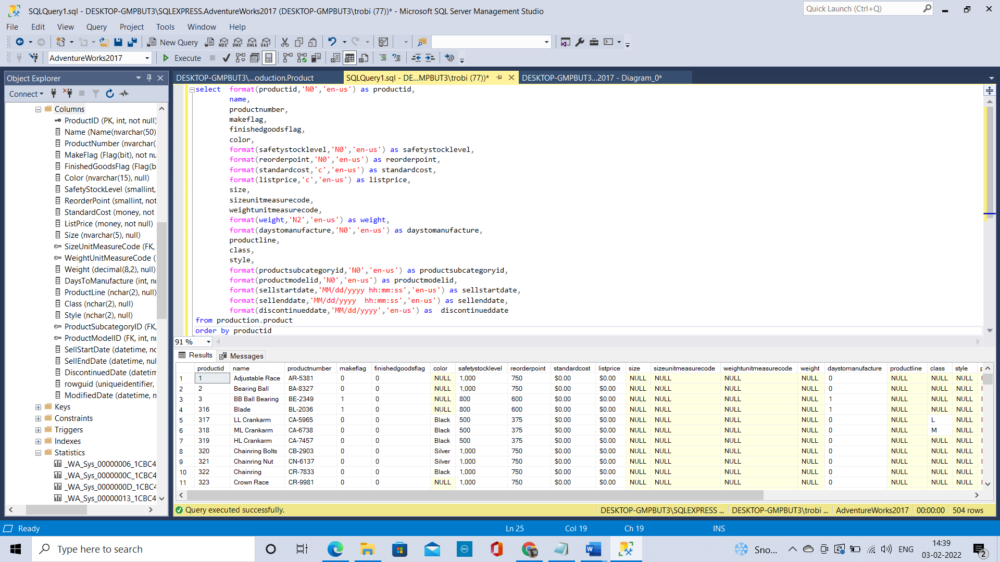 SQLQuery1.sql - DESKTOP-GMPBUT3\SQLEXPRESS.AdventureWorks2017 (DESKTOP-GMPBUT3\trobi (77))* - Microsoft SQL Server Management Studio
Quick Launch (Ctrl+Q)
File Edit View Query Project Tools Window Help
New Query MDX DMX XMLA DAX
AdventureWorks2017 Execute
Object Explorer
DESKTOP-GMPBUT3\...oduction.Product SQLQuery1.sql - DE...MPBUT3\trobi (77))* DESKTOP-GMPBUT3...2017 - Diagram_0*
Connect
Columns
ProductID (PK, int, not null)
Name (Name(nvarchar(50)
ProductNumber (nvarchar(
MakeFlag (Flag(bit), not nu
FinishedGoodsFlag (Flag(b
Color (nvarchar(15), null)
SafetyStockLevel (smallint,
ReorderPoint (smallint, not
StandardCost (money, not
ListPrice (money, not null)
Size (nvarchar(5), null)
SizeUnitMeasureCode (FK,
WeightUnitMeasureCode (
Weight (decimal(8,2), null)
DaysToManufacture (int, no
ProductLine (nchar(2), null)
Class (nchar(2), null)
Style (nchar(2), null)
ProductSubcategoryID (FK,
ProductModelID (FK, int, nu
SellStartDate (datetime, no
SellEndDate (datetime, nul
DiscontinuedDate (datetim
rowguid (uniqueidentifier,
ModifiedDate (datetime, n
Keys
Constraints
Triggers
Indexes
Statistics
_WA_Sys_00000006_1CBC4
_WA_Sys_0000000C_1CBC4
_WA_Sys_0000000D_1CBC4
_WA_Sys_00000013_1CBC4
select format(productid,'N0','en-us') as productid,
name,
productnumber,
makeflag,
finishedgoodsflag,
color,
format(safetystocklevel,'N0','en-us') as safetystocklevel,
format(reorderpoint,'N0','en-us') as reorderpoint,
format(standardcost,'c','en-us') as standardcost,
format(listprice,'c','en-us') as listprice,
size,
sizeunitmeasurecode,
weightunitmeasurecode,
format(weight,'N2','en-us') as weight,
format(daystomanufacture,'N0','en-us') as daystomanufacture,
productline,
class,
style,
format(productsubcategoryid,'N0','en-us') as productsubcategoryid,
format(productmodelid,'N0','en-us') as productmodelid,
format(sellstartdate,'MM/dd/yyyy hh:mm:ss','en-us') as sellstartdate,
format(sellenddate,'MM/dd/yyyy  hh:mm:ss','en-us') as sellenddate,
format(discontinueddate,'MM/dd/yyyy','en-us') as  discontinueddate
from production.product
order by productid
91 %
Results Messages
productid name productnumber makeflag finishedgoodsflag color safetystocklevel reorderpoint standardcost listprice size sizeunitmeasurecode weightunitmeasurecode weight daystomanufacture productline class style
1 1 Adjustable Race AR-5381 0 0 NULL 1,000 750 $0.00 $0.00 NULL NULL NULL NULL 0 NULL NULL NULL
2 2 Bearing Ball BA-8327 0 0 NULL 1,000 750 $0.00 $0.00 NULL NULL NULL NULL 0 NULL NULL NULL
3 3 BB Ball Bearing BE-2349 1 0 NULL 800 600 $0.00 $0.00 NULL NULL NULL NULL 1 NULL NULL NULL
4 316 Blade BL-2036 1 0 NULL 800 600 $0.00 $0.00 NULL NULL NULL NULL 1 NULL NULL NULL
5 317 LL Crankarm CA-5965 0 0 Black 500 375 $0.00 $0.00 NULL NULL NULL NULL 0 NULL L NULL
6 318 ML Crankarm CA-6738 0 0 Black 500 375 $0.00 $0.00 NULL NULL NULL NULL 0 NULL M NULL
7 319 HL Crankarm CA-7457 0 0 Black 500 375 $0.00 $0.00 NULL NULL NULL NULL 0 NULL NULL NULL
8 320 Chainring Bolts CB-2903 0 0 Silver 1,000 750 $0.00 $0.00 NULL NULL NULL NULL 0 NULL NULL NULL
9 321 Chainring Nut CN-6137 0 0 Silver 1,000 750 $0.00 $0.00 NULL NULL NULL NULL 0 NULL NULL NULL
10 322 Chainring CR-7833 0 0 Black 1,000 750 $0.00 $0.00 NULL NULL NULL NULL 0 NULL NULL NULL
11 323 Crown Race CR-9981 0 0 NULL 1,000 750 $0.00 $0.00 NULL NULL NULL NULL 0 NULL NULL NULL
Query executed successfully. DESKTOP-GMPBUT3\SQLEXPRESS ... DESKTOP-GMPBUT3\trobi ... AdventureWorks2017 00:00:00 504 rows
Ready Ln 25 Col 19 Ch 19 INS
Type here to search
Sno... ENG
14:39
03-02-2022
2